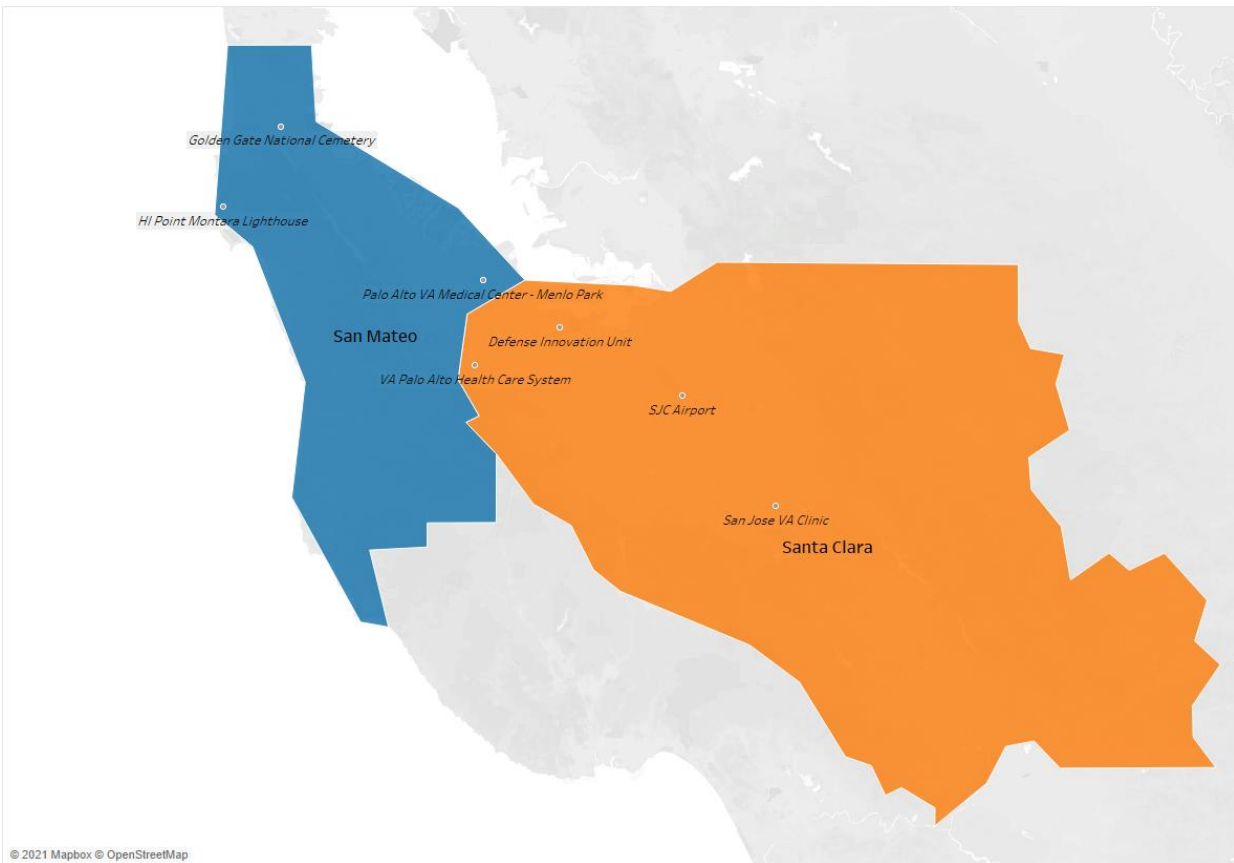 Golden Gate National Cemetery
HI Point Montara Lighthouse
Palo Alto VA Medical Center - Menlo Park
San Mateo
Defense Innovation Unit
VA Palo Alto Health Care System
SJC Airport
San Jose VA Clinic
Santa Clara
© 2021 Mapbox © OpenStreetMap